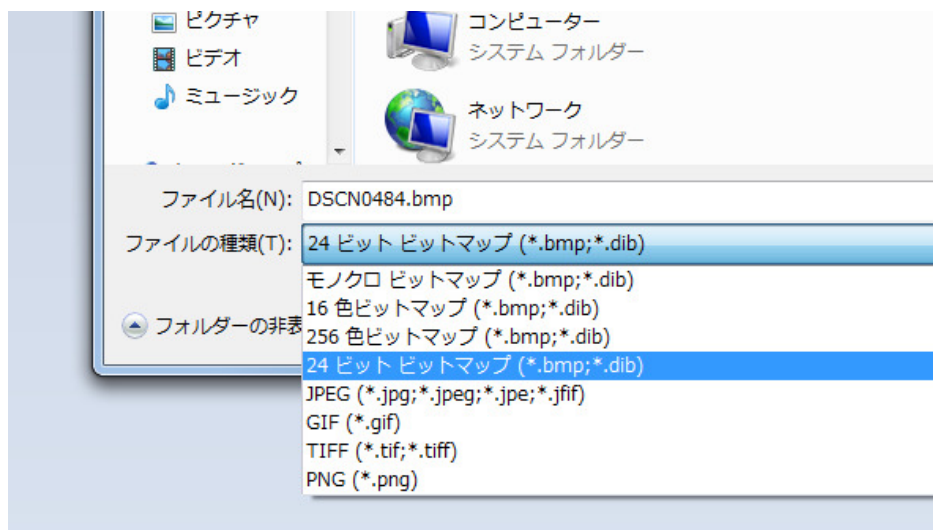 ピクチャ
ビデオ
ミュージック
コンピューター
システム フォルダー
ネットワーク
システム フォルダー
ファイル名(N): DSCN0484.bmp
ファイルの種類(T): 24 ビット ビットマップ (*.bmp;*.dib)
モノクロ ビットマップ (*.bmp;*.dib)
16 色ビットマップ (*.bmp;*.dib)
256 色ビットマップ (*.bmp;*.dib)
24 ビット ビットマップ (*.bmp;*.dib)
JPEG (*.jpg;*.jpeg;*.jpe;*.jfif)
GIF (*.gif)
TIFF (*.tif;*.tiff)
PNG (*.png)
フォルダーの非表